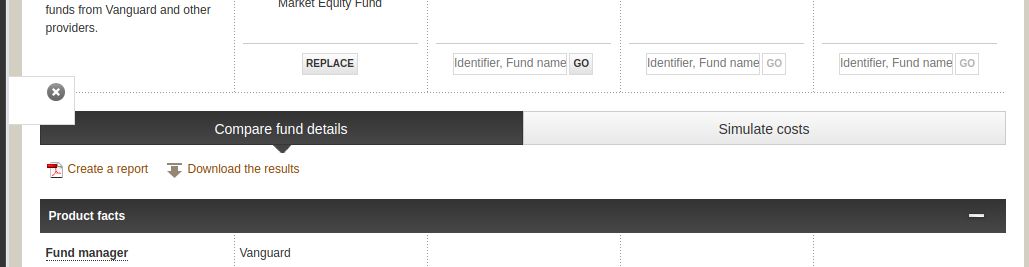 funds from Vanguard and other
providers.
Market Equity Fund
REPLACE
Identifier, Fund name GO
Identifier, Fund name GO
Identifier, Fund name GO
Compare fund details
Simulate costs
Create a report
Download the results
Product facts
Fund manager
Vanguard